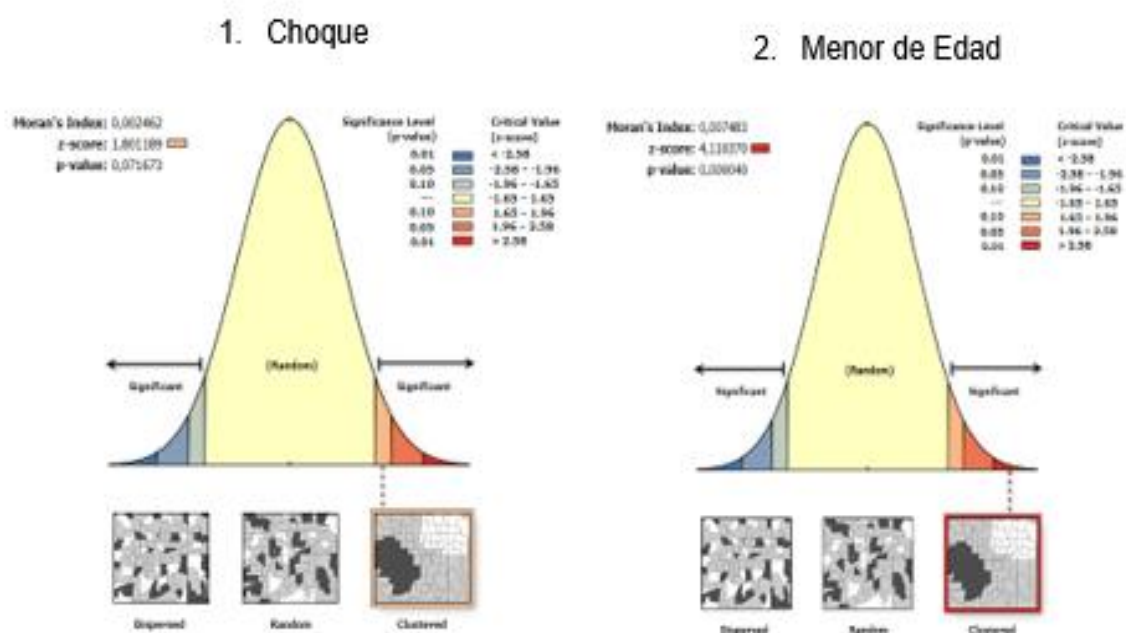 1. Choque
Moran's Index: 0,002462
z-score: 1,801189
p-value: 0,071673
Significance Level
(p-value)
Critical Value
(z-score)
0.01 < -2.58
0.05 -2.58 – -1.96
0.10 -1.96 – -1.65
--- -1.65 – 1.65
0.10 1.65 – 1.96
0.05 1.96 – 2.58
0.01 > 2.58
(Random)
Significant
Significant
Dispersed
Random
Clustered
2. Menor de Edad
Moran's Index: 0,007483
z-score:
p-value:
Significance Level
(p-value)
Critical Value
(z-score)
0.01 < -2.58
0.05 -2.58 – -1.96
0.10 -1.96 – -1.65
--- -1.65 – 1.65
0.10 1.65 – 1.96
0.05 1.96 – 2.58
0.01 > 2.58
(Random)
Significant
Significant
Dispersed
Random
Clustered